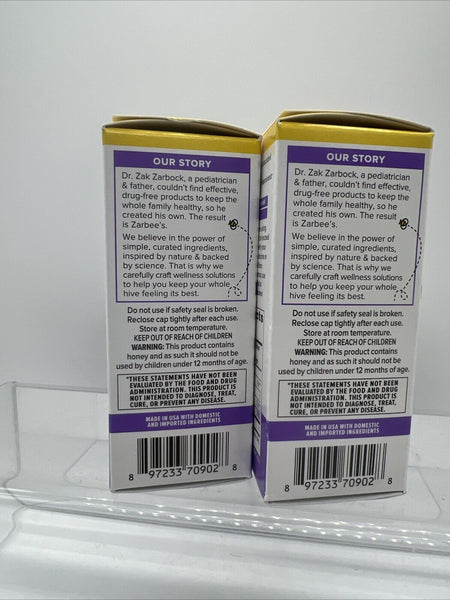 OUR STORY
Dr. Zak Zarbock, a pediatrician
& father, couldn't find effective,
drug-free products to keep the
whole family healthy, so he
created his own. The result
is Zarbee's.
We believe in the power of
simple, curated ingredients,
inspired by nature & backed
by science. That is why we
carefully craft wellness solutions
to help you keep your whole
hive feeling its best.
Do not use if safety seal is broken.
Reclose cap tightly after each use.
Store at room temperature.
KEEP OUT OF REACH OF CHILDREN
WARNING: This product contains
honey and as such it should not be
used by children under 12 months of age.
*THESE STATEMENTS HAVE NOT BEEN
EVALUATED BY THE FOOD AND DRUG
ADMINISTRATION. THIS PRODUCT IS
NOT INTENDED TO DIAGNOSE, TREAT,
CURE, OR PREVENT ANY DISEASE.
MADE IN USA WITH DOMESTIC
AND IMPORTED INGREDIENTS
8 97233 70902 8
OUR STORY
Dr. Zak Zarbock, a pediatrician
& father, couldn't find effective,
drug-free products to keep the
whole family healthy, so he
created his own. The result
is Zarbee's.
We believe in the power of
simple, curated ingredients,
inspired by nature & backed
by science. That is why we
carefully craft wellness solutions
to help you keep your whole
hive feeling its best.
Do not use if safety seal is broken.
Reclose cap tightly after each use.
Store at room temperature.
KEEP OUT OF REACH OF CHILDREN
WARNING: This product contains
honey and as such it should not be
used by children under 12 months of age.
*THESE STATEMENTS HAVE NOT BEEN
EVALUATED BY THE FOOD AND DRUG
ADMINISTRATION. THIS PRODUCT IS
NOT INTENDED TO DIAGNOSE, TREAT,
CURE, OR PREVENT ANY DISEASE.
MADE IN USA WITH DOMESTIC
AND IMPORTED INGREDIENTS
8 97233 70902 8